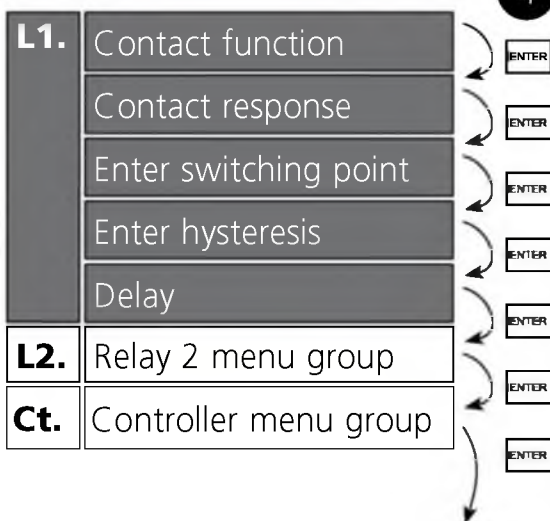 L1. Contact function ENTER
Contact response ENTER
Enter switching point ENTER
Enter hysteresis ENTER
Delay ENTER
L2. Relay 2 menu group ENTER
Ct. Controller menu group ENTER